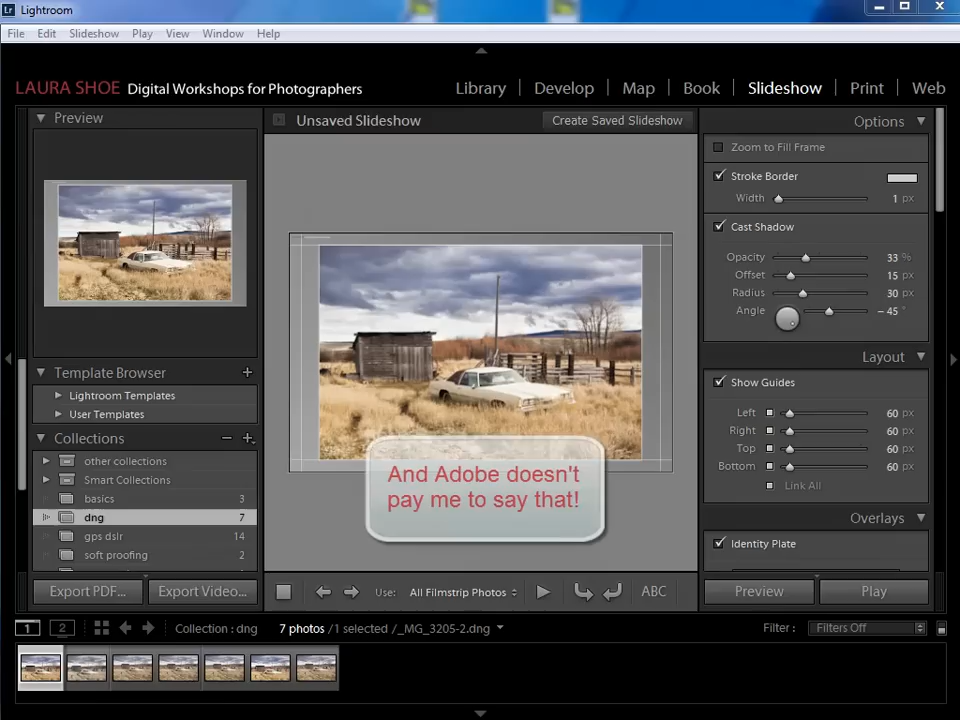 Lr Lightroom
File Edit Slideshow Play View Window Help
LAURA SHOE Digital Workshops for Photographers
Library Develop Map Book Slideshow Print Web
Preview
Unsaved Slideshow Create Saved Slideshow
Options
Zoom to Fill Frame
Stroke Border
Width 1 px
Cast Shadow
Opacity 33 %
Offset 15 px
Radius 30 px
Angle – 45 °
Layout
Show Guides
Left 60 px
Right 60 px
Top 60 px
Bottom 60 px
Link All
Overlays
Identity Plate
Template Browser
Lightroom Templates
User Templates
Collections
other collections
Smart Collections
basics 3
dng 7
gps dslr 14
soft proofing 2
And Adobe doesn't
pay me to say that!
Export PDF... Export Video...
Use: All Filmstrip Photos ABC
Preview Play
1 2 Collection : dng 7 photos /1 selected /_MG_3205-2.dng Filter : Filters Off